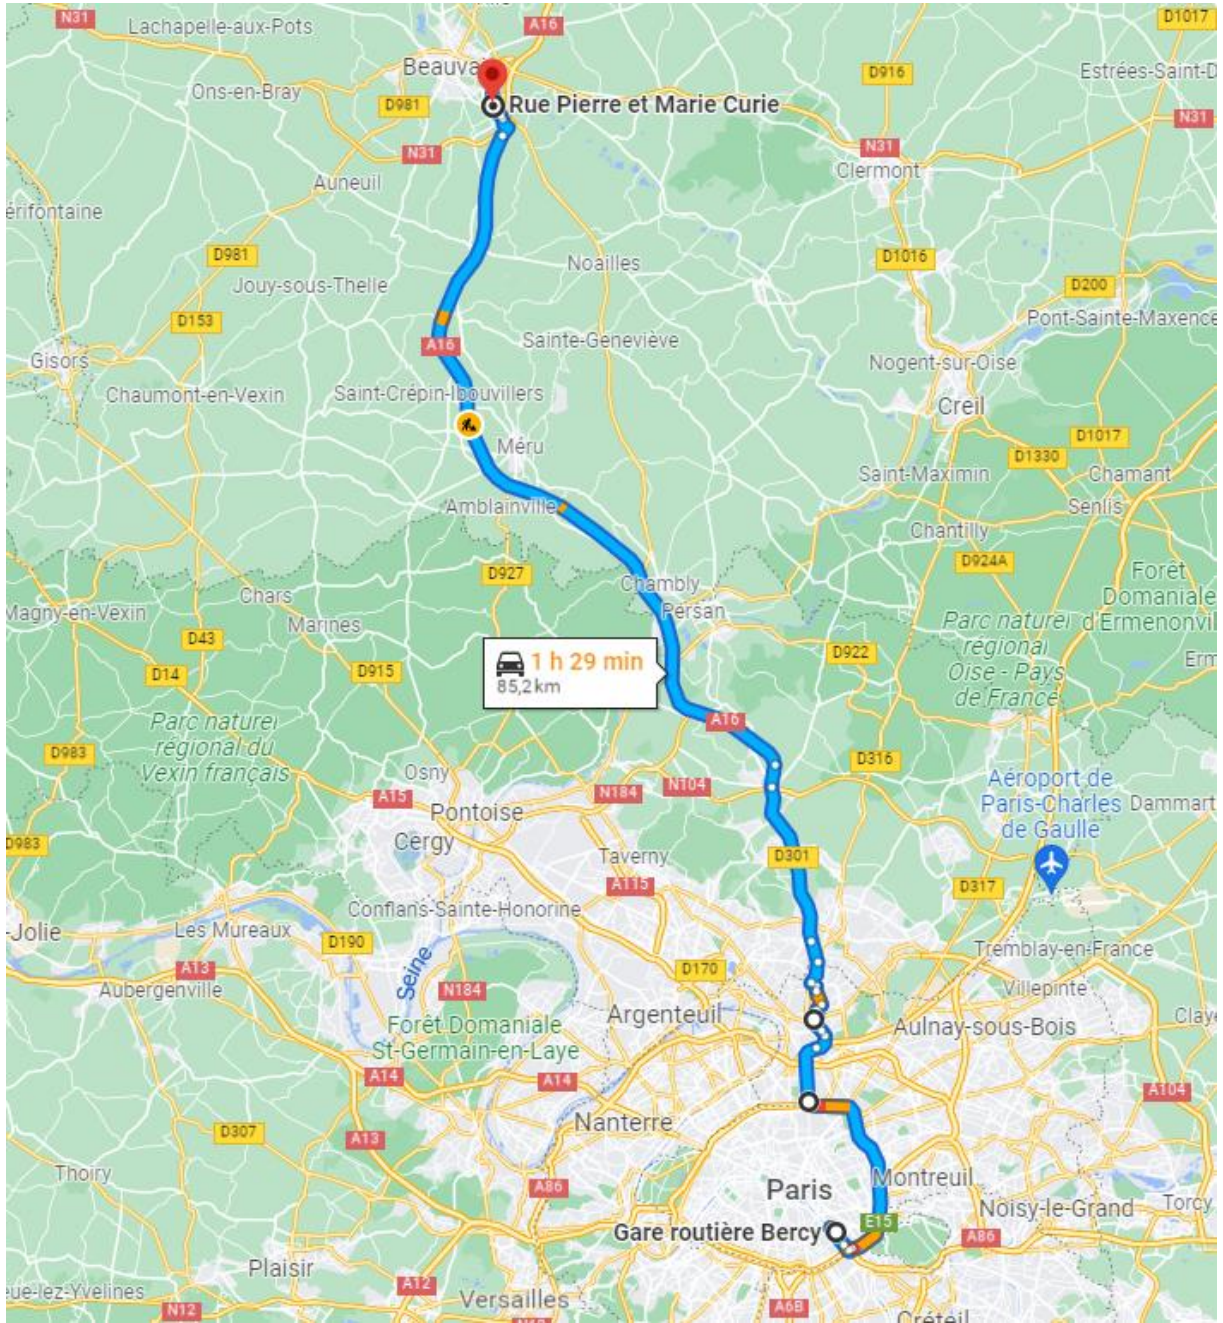 N31
Lachapelle-aux-Pots
A16
D1017
Beauvai
D916
Estrées-Saint-D
Ons-en-Bray
D981
Rue Pierre et Marie Curie
N31
N31
N31
Clermont
Auneuil
érifontaine
D981
Noailles
D1016
Jouy-sous-Thelle
D200
D153
Pont-Sainte-Maxence
A16
Sainte-Geneviève
Gisors
Nogent-sur-Oise
Chaumont-en-Vexin
Saint-Crépin-Ibouvillers
Creil
Méru
D1017
D1330
Saint-Maximin
Chamant
Amblainville
Senlis
Chantilly
D927
D924A
Forêt
Domaniale
d'Ermenonvil
Chambly
Chars
Persan
Magny-en-Vexin
Marines
Parc naturel
régional
Oise - Pays
de France
D43
D922
1 h 29 min
85,2 km
Erm
D14
D915
Parc naturel
régional du
Vexin français
A16
D983
D316
Osny
Aéroport de
Paris-Charles
de Gaulle
A15
N184
N104
Dammart
Pontoise
D983
Cergy
Taverny
D301
A115
D317
Conflans-Sainte-Honorine
-Jolie
Les Mureaux
D190
Tremblay-en-France
A13
Seine
D170
Aubergenville
N184
Villepinte
Argenteuil
Aulnay-sous-Bois
Claye
Forêt Domaniale
St-Germain-en-Laye
A14
A14
A104
Nanterre
D307
A13
Thoiry
Montreuil
A86
Paris
Noisy-le-Grand
Torcy
E15
Gare routière Bercy
A86
Plaisir
ue-lez-Yvelines
A12
Versailles
N12
A6B
Créteil